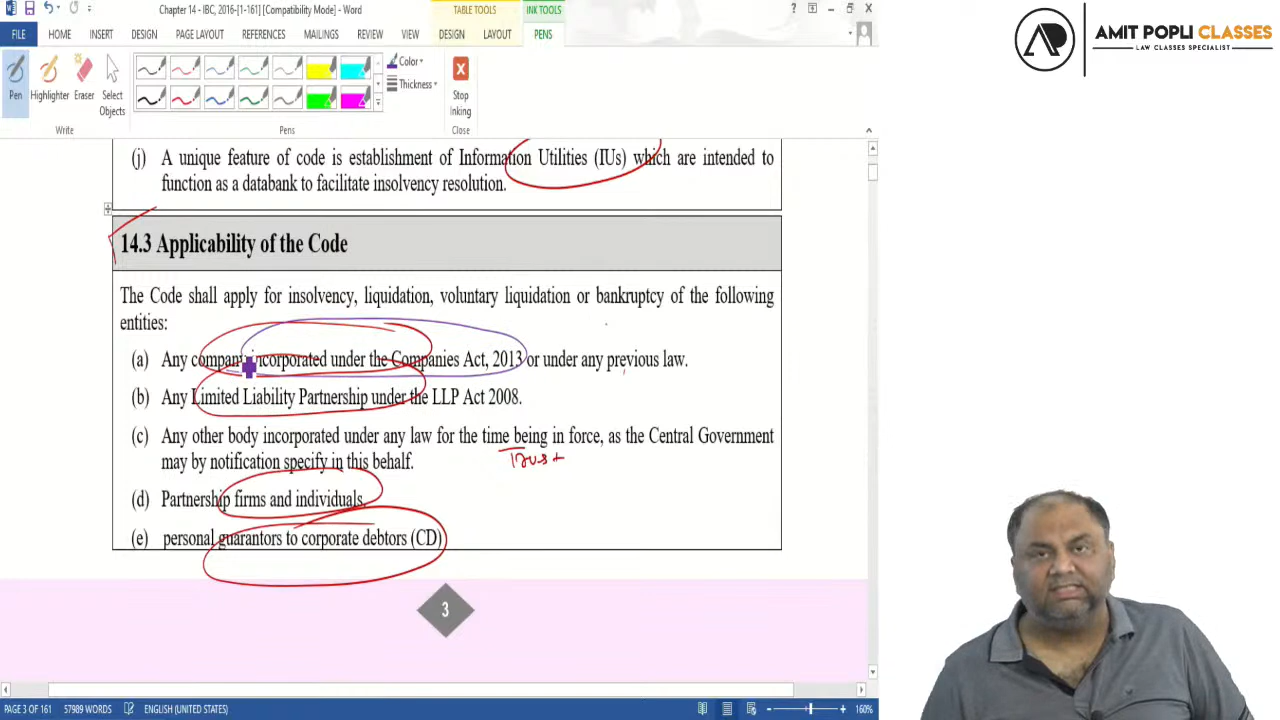 Chapter 14 - IBC, 2016-[1-161] [Compatibility Mode] - Word
TABLE TOOLS
INK TOOLS
FILE
HOME
INSERT
DESIGN
PAGE LAYOUT
REFERENCES
MAILINGS
REVIEW
VIEW
DESIGN
LAYOUT
PENS
Pen
Highlighter
Eraser
Select Objects
Color
Thickness
Stop Inking
Write
Pens
Close
AMIT POPLI CLASSES
LAW CLASSES SPECIALIST
(j) A unique feature of code is establishment of Information Utilities (IUs) which are intended to
function as a databank to facilitate insolvency resolution.
14.3 Applicability of the Code
The Code shall apply for insolvency, liquidation, voluntary liquidation or bankruptcy of the following
entities:
(a) Any company incorporated under the Companies Act, 2013 or under any previous law.
(b) Any Limited Liability Partnership under the LLP Act 2008.
(c) Any other body incorporated under any law for the time being in force, as the Central Government
may by notification specify in this behalf.
Trust
(d) Partnership firms and individuals.
(e) personal guarantors to corporate debtors (CD)
3
PAGE 3 OF 161
57989 WORDS
ENGLISH (UNITED STATES)
160%